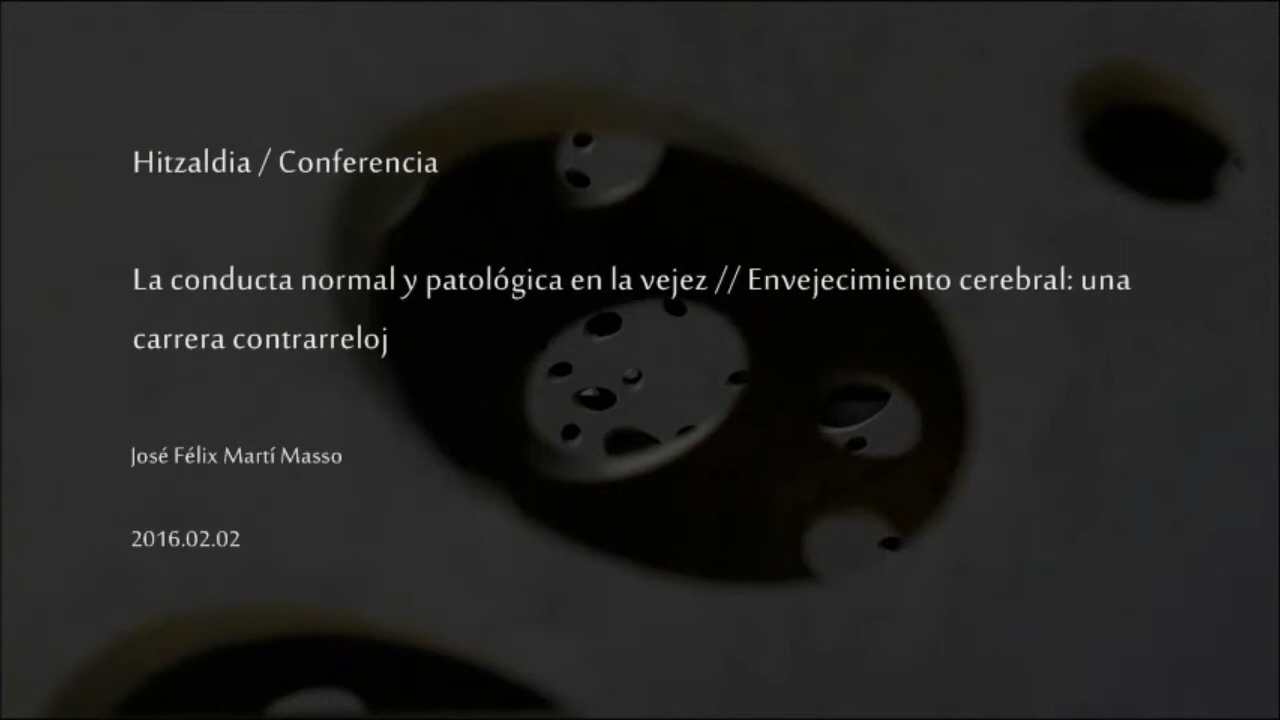 Hitzaldia / Conferencia
La conducta normal y patológica en la vejez // Envejecimiento cerebral: una
carrera contrarreloj
José Félix Martí Masso
2016.02.02